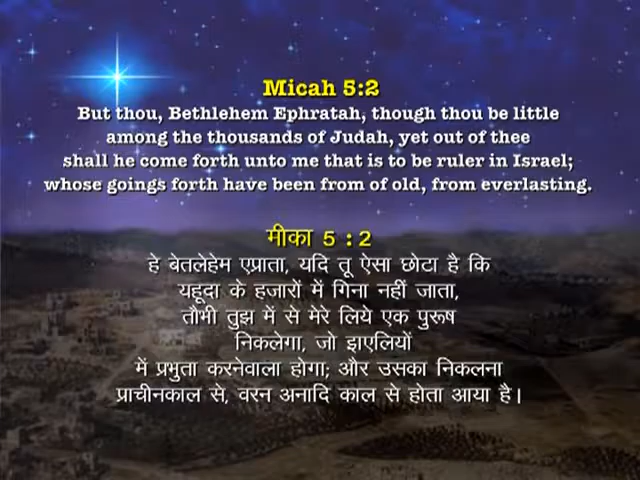 Micah 5:2
But thou, Bethlehem Ephratah, though thou be little
among the thousands of Judah, yet out of thee
shall he come forth unto me that is to be ruler in Israel;
whose goings forth have been from of old, from everlasting.
मीका 5 : 2
हे बेतलेहेम एप्राता, यदि तू ऐसा छोटा है कि
यहूदा के हजारों में गिना नहीं जाता,
तौभी तुझ में से मेरे लिये एक पुरूष
निकलेगा, जो झाएलियों
में प्रभुता करनेवाला होगा; और उसका निकलना
प्राचीनकाल से, वरन अनादि काल से होता आया है।